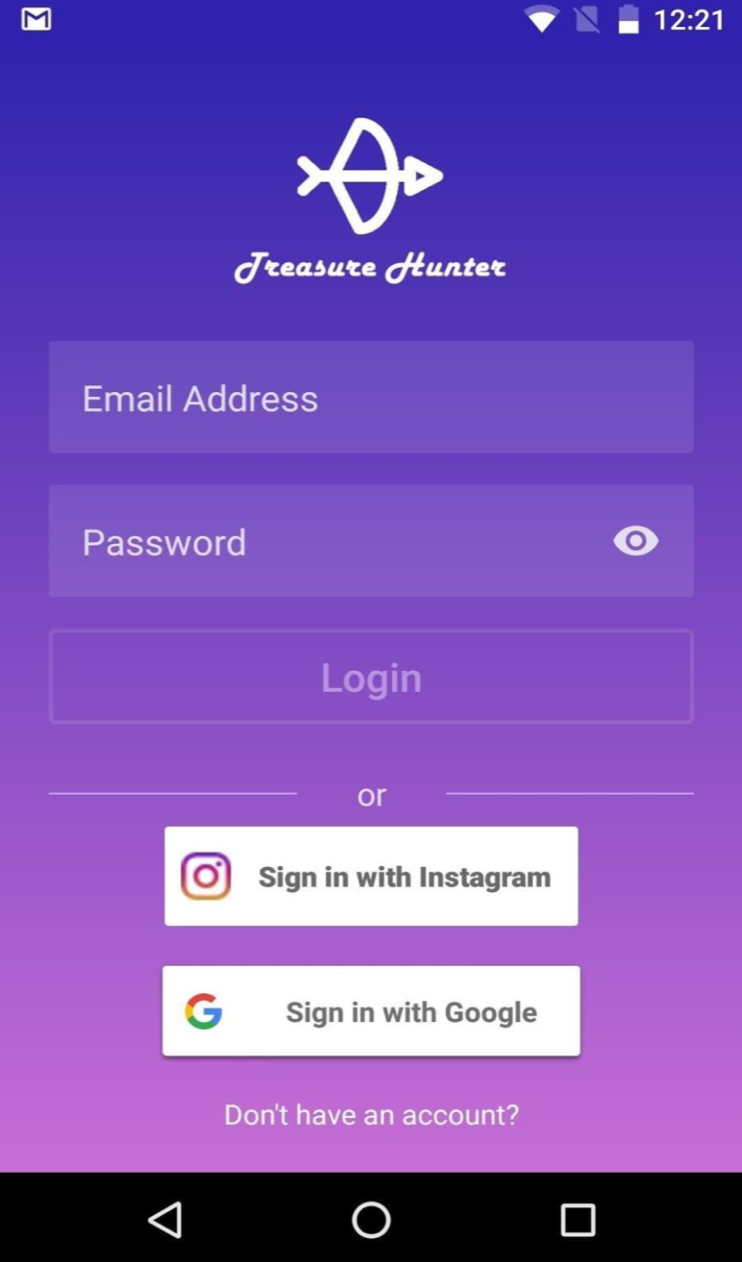 12:21
Treasure Hunter
Email Address
Password
Login
or
Sign in with Instagram
Sign in with Google
Don't have an account?